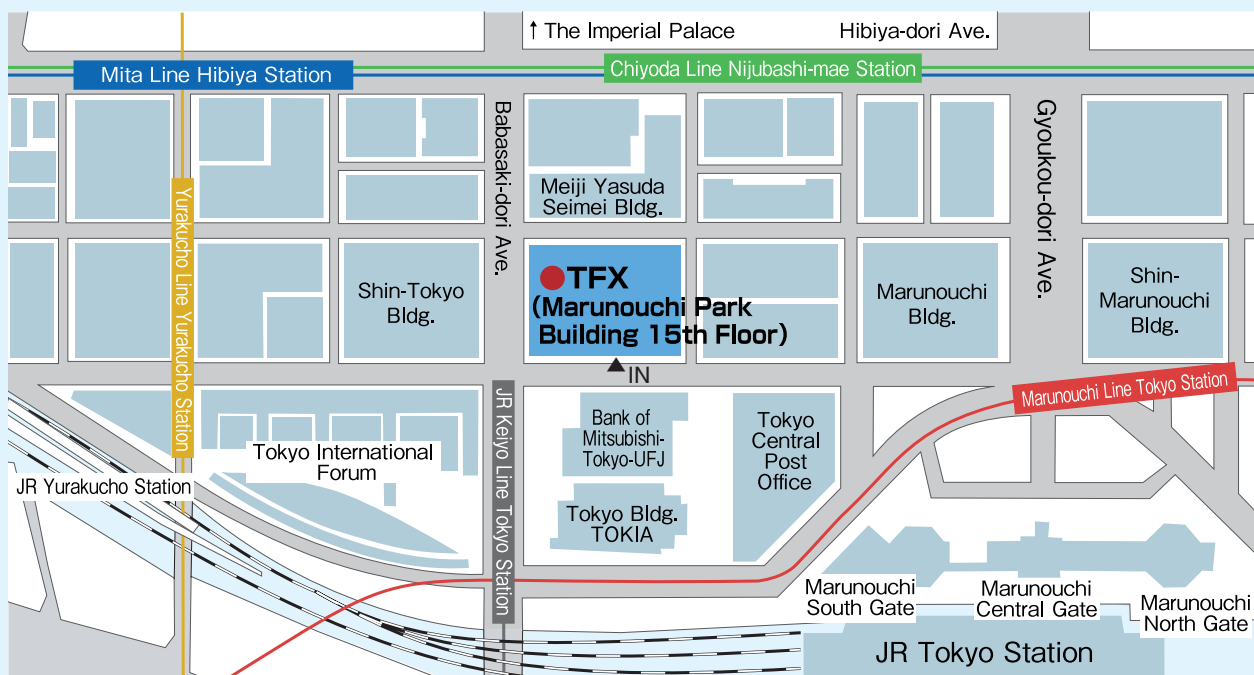 ↑ The Imperial Palace
Hibiya-dori Ave.
Mita Line Hibiya Station
Chiyoda Line Nijubashi-mae Station
Babasaki-dori Ave.
Gyoukou-dori Ave.
Meiji Yasuda
Seimei Bldg.
Yurakucho Line Yurakucho Station
Shin-Tokyo
Bldg.
TFX
(Marunouchi Park
Building 15th Floor)
Marunouchi
Bldg.
Shin-
Marunouchi
Bldg.
IN
Marunouchi Line Tokyo Station
JR Keiyo Line Tokyo Station
Bank of
Mitsubishi-
Tokyo-UFJ
Tokyo
Central
Post
Office
Tokyo International
Forum
JR Yurakucho Station
Tokyo Bldg.
TOKIA
Marunouchi
South Gate
Marunouchi
Central Gate
Marunouchi
North Gate
JR Tokyo Station